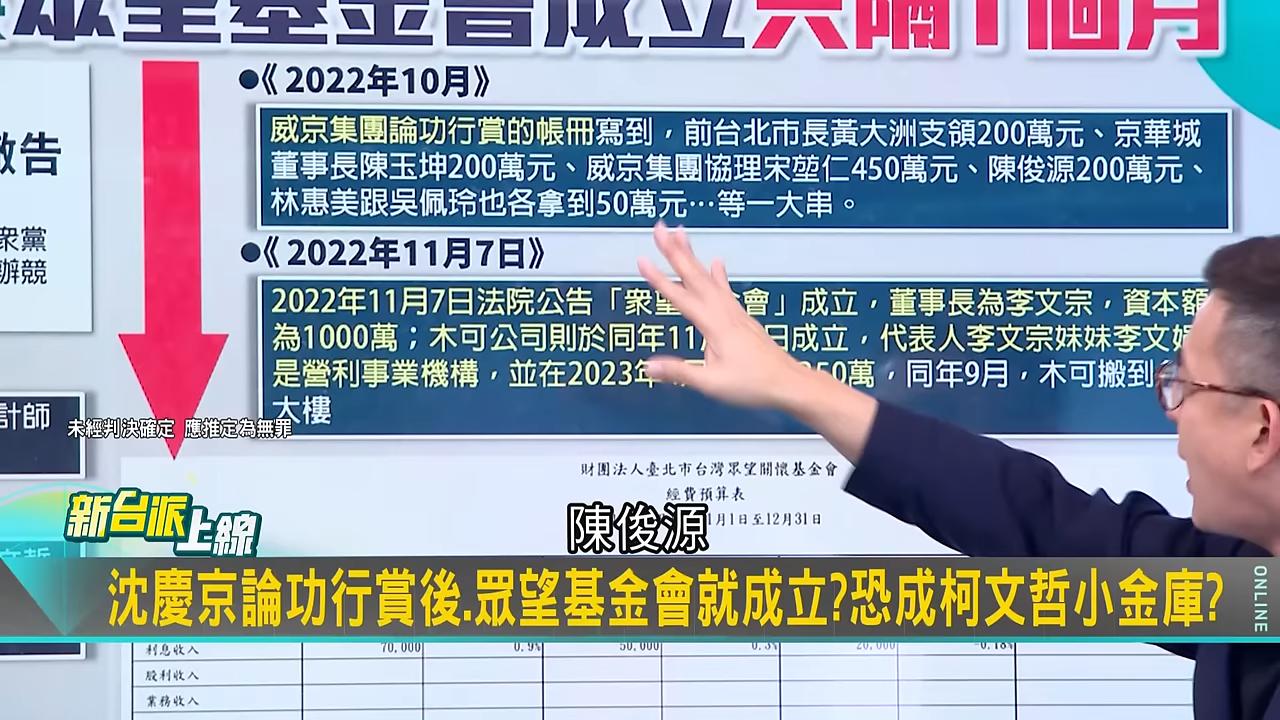 眾望基金會成立只隔1個月
《2022年10月》
威京集團論功行賞的帳冊寫到，前台北市長黃大洲支領200萬元、京華城
董事長陳玉坤200萬元、威京集團協理宋堃仁450萬元、陳俊源200萬元、
林惠美跟吳佩玲也各拿到50萬元…等一大串。
《2022年11月7日》
2022年11月7日法院公告「眾望 會」成立，董事長為李文宗，資本額
為1000萬；木可公司則於同年11 日成立，代表人李文宗妹妹李文
是營利事業機構，並在2023年 50萬，同年9月，木可搬到
大樓
告
眾黨
辦競
計師
未經判決確定 應推定為無罪
財團法人臺北市台灣眾望關懷基金會
經費預算表
1月1日至12月31日
新台派上線
陳俊源
沈慶京論功行賞後.眾望基金會就成立?恐成柯文哲小金庫?
ONLINE
利息收入 70,000 0.9% 50,000 0.3% 20,000 -0.18%
股利收入
業務收入